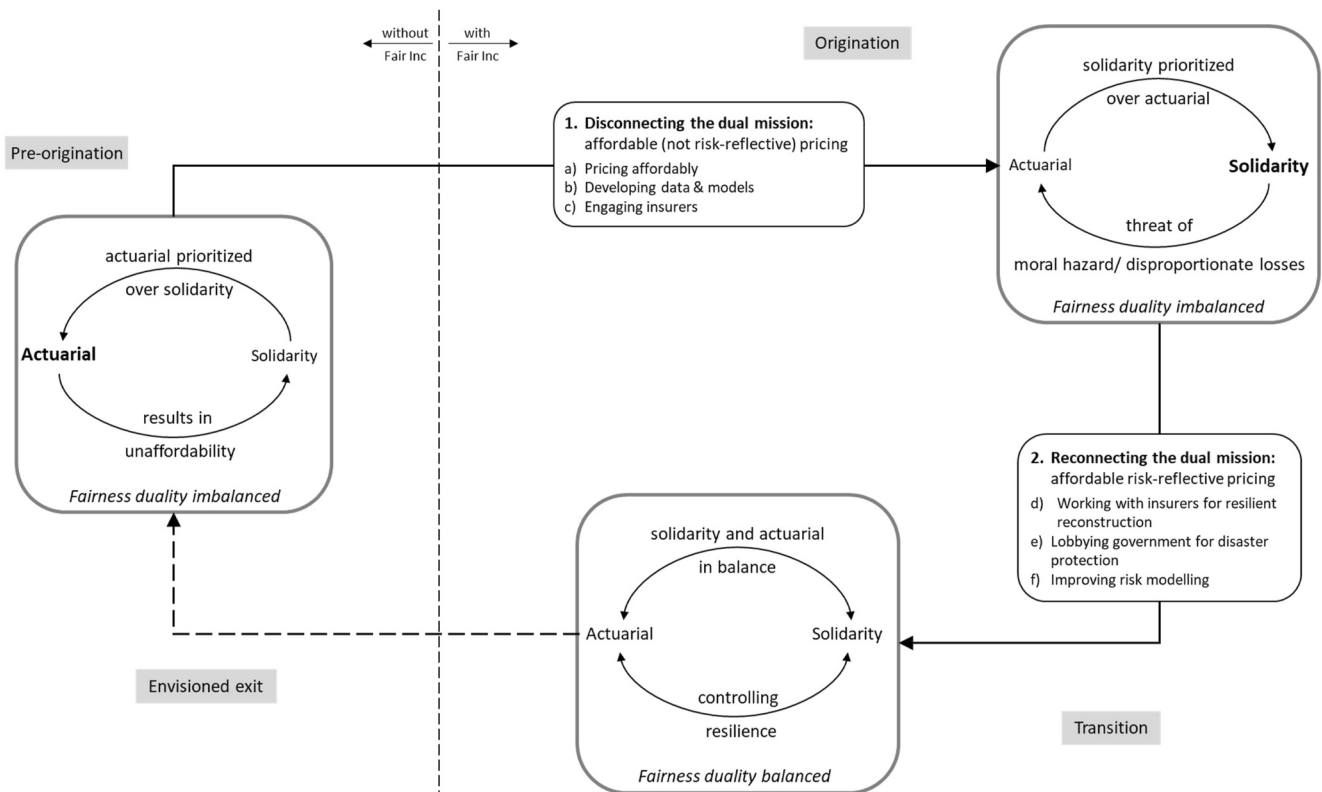 without
Fair Inc
with
Fair Inc
Pre-origination
actuarial prioritized
over solidarity
Actuarial
Solidarity
results in
unaffordability
Fairness duality imbalanced
1. Disconnecting the dual mission:
affordable (not risk-reflective) pricing
a) Pricing affordably
b) Developing data & models
c) Engaging insurers
Origination
solidarity prioritized
over actuarial
Actuarial
Solidarity
threat of
moral hazard/ disproportionate losses
Fairness duality imbalanced
2. Reconnecting the dual mission:
affordable risk-reflective pricing
d) Working with insurers for resilient
reconstruction
e) Lobbying government for disaster
protection
f) Improving risk modelling
Transition
solidarity and actuarial
in balance
Actuarial
Solidarity
controlling
resilience
Fairness duality balanced
Envisioned exit